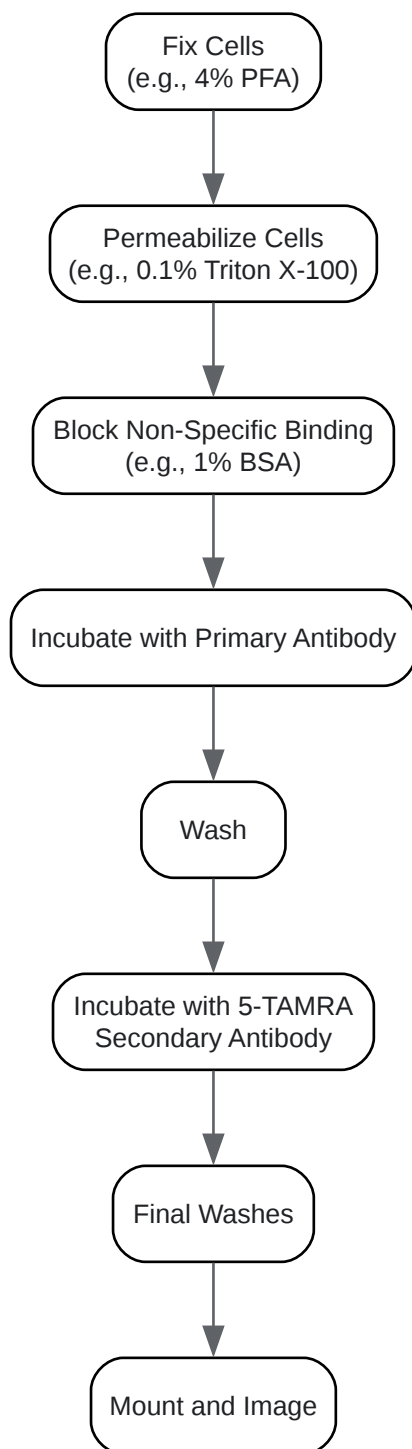 Fix Cells
(e.g., 4% PFA)
Permeabilize Cells
(e.g., 0.1% Triton X-100)
Block Non-Specific Binding
(e.g., 1% BSA)
Incubate with Primary Antibody
Wash
Incubate with 5-TAMRA
Secondary Antibody
Final Washes
Mount and Image